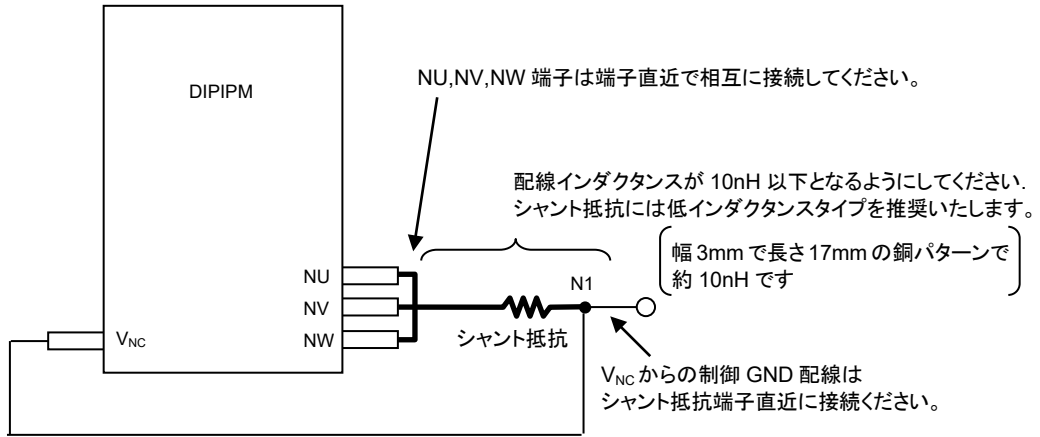 NU,NV,NW 端子は端子直近で相互に接続してください。
DIPIPM
配線インダクタンスが 10nH 以下となるようにしてください.
シャント抵抗には低インダクタンスタイプを推奨いたします。
幅 3mm で長さ 17mm の銅パターンで
約 10nH です
NU
N1
NV
VNC
NW
シャント抵抗
VNC からの制御 GND 配線は
シャント抵抗端子直近に接続ください。